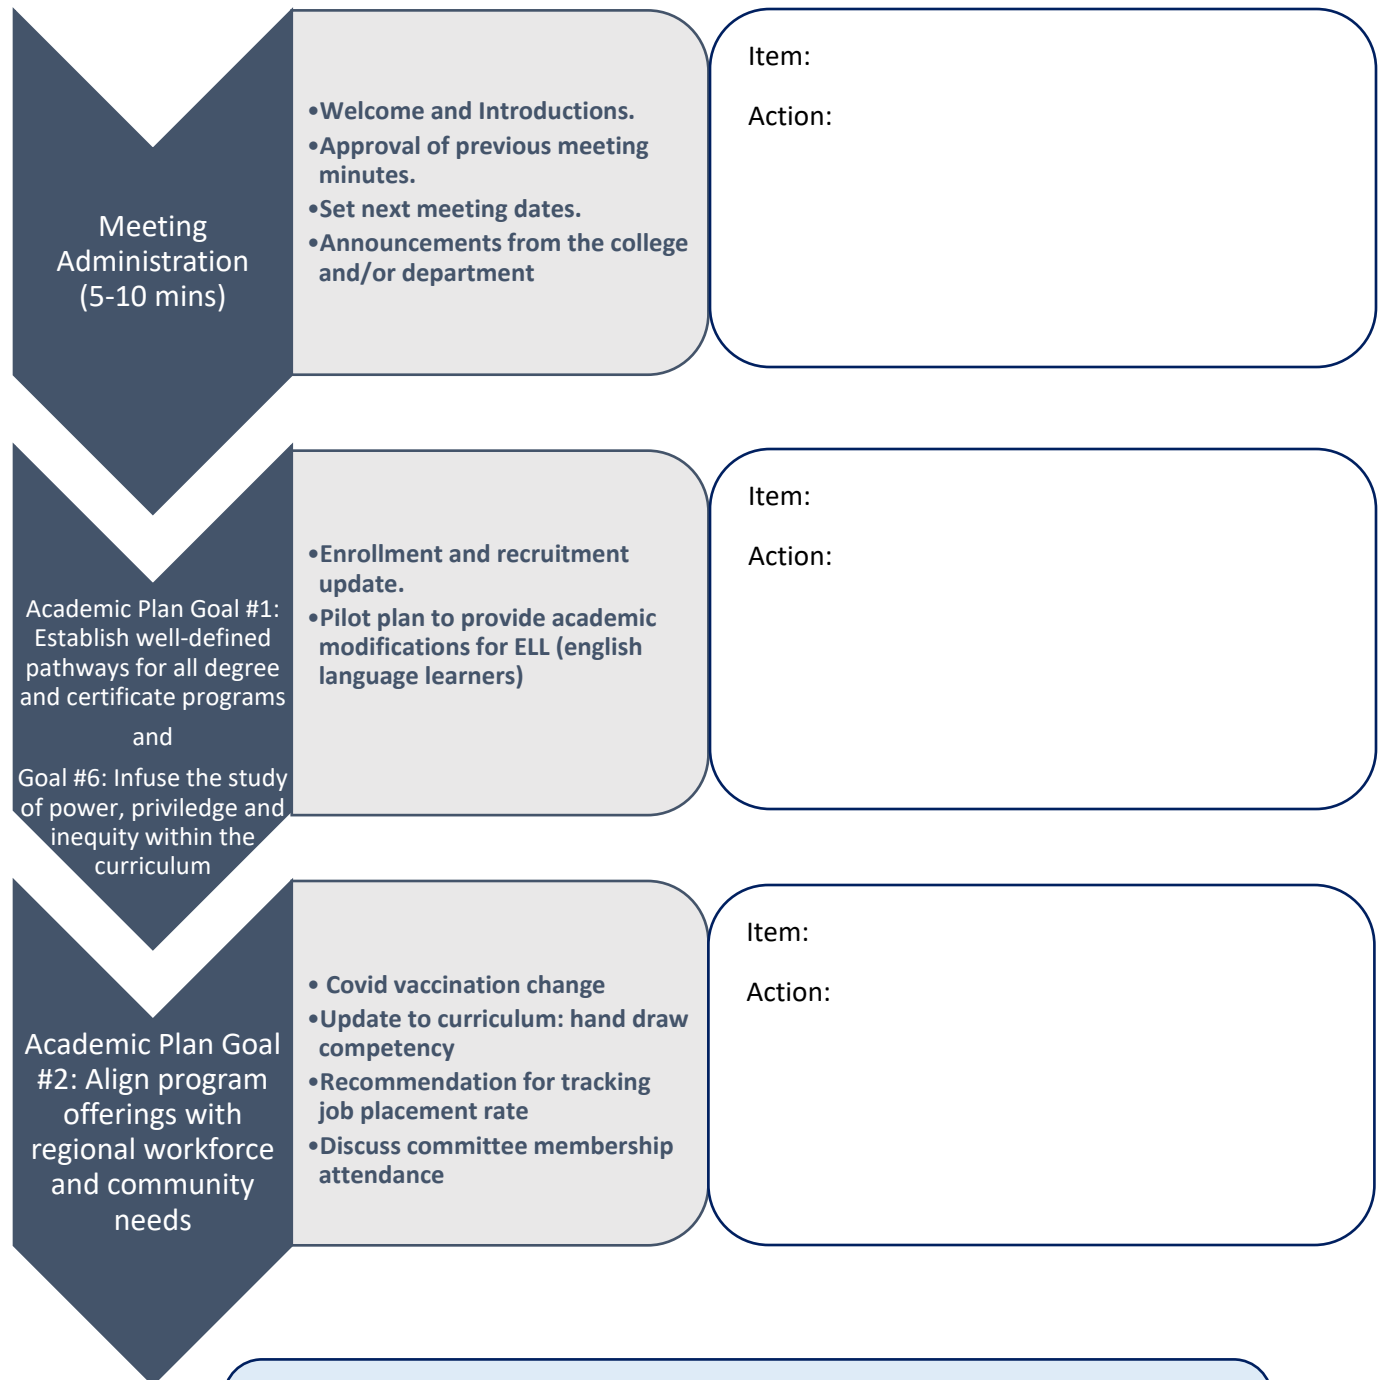 Meeting
Administration
(5-10 mins)
•Welcome and Introductions.
•Approval of previous meeting
minutes.
•Set next meeting dates.
•Announcements from the college
and/or department
Item:
Action:
Academic Plan Goal #1:
Establish well-defined
pathways for all degree
and certificate programs
and
Goal #6: Infuse the study
of power, priviledge and
inequity within the
curriculum
•Enrollment and recruitment
update.
•Pilot plan to provide academic
modifications for ELL (english
language learners)
Item:
Action:
Academic Plan Goal
#2: Align program
offerings with
regional workforce
and community
needs
• Covid vaccination change
•Update to curriculum: hand draw
competency
•Recommendation for tracking
job placement rate
•Discuss committee membership
attendance
Item:
Action: